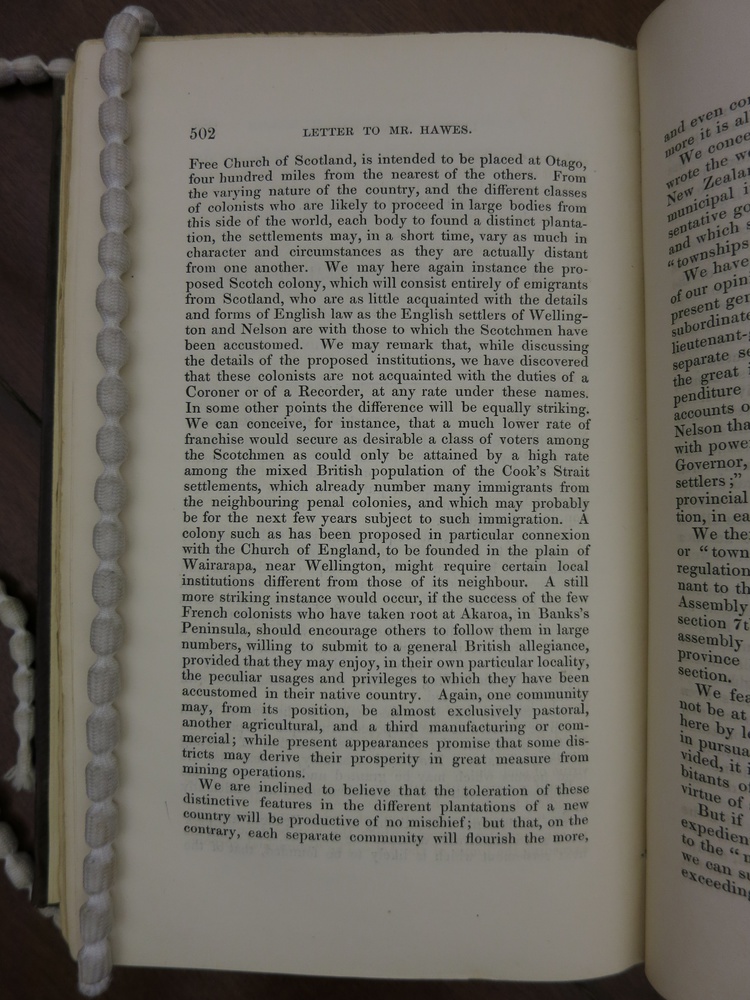 502
LETTER TO MR. HAWES.
Free Church of Scotland, is intended to be placed at Otago,
four hundred miles from the nearest of the others. From
the varying nature of the country, and the different classes
of colonists who are likely to proceed in large bodies from
this side of the world, each body to found a distinct planta-
tion, the settlements may, in a short time, vary as much in
character and circumstances as they are actually distant
from one another. We may here again instance the pro-
posed Scotch colony, which will consist entirely of emigrants
from Scotland, who are as little acquainted with the details
and forms of English law as the English settlers of Welling-
ton and Nelson are with those to which the Scotchmen have
been accustomed. We may remark that, while discussing
the details of the proposed institutions, we have discovered
that these colonists are not acquainted with the duties of a
Coroner or of a Recorder, at any rate under these names.
In some other points the difference will be equally striking.
We can conceive, for instance, that a much lower rate of
franchise would secure as desirable a class of voters among
the Scotchmen as could only be attained by a high rate
among the mixed British population of the Cook's Strait
settlements, which already number many immigrants from
the neighbouring penal colonies, and which may probably
be for the next few years subject to such immigration. A
colony such as has been proposed in particular connexion
with the Church of England, to be founded in the plain of
Wairarapa, near Wellington, might require certain local
institutions different from those of its neighbour. A still
more striking instance would occur, if the success of the few
French colonists who have taken root at Akaroa, in Banks's
Peninsula, should encourage others to follow them in large
numbers, willing to submit to a general British allegiance,
provided that they may enjoy, in their own particular locality,
the peculiar usages and privileges to which they have been
accustomed in their native country. Again, one community
may, from its position, be almost exclusively pastoral,
another agricultural, and a third manufacturing or com-
mercial; while present appearances promise that some dis-
tricts may derive their prosperity in great measure from
mining operations.
We are inclined to believe that the toleration of these
distinctive features in the different plantations of a new
country will be productive of no mischief; but that, on the
contrary, each separate community will flourish the more,
and even
more it is
We
wrote the
New
municipal
sentative
and which
"townships
We have
of our
present
subordinate
lieutenant-
separate
the great
penditure
accounts
Nelson
with
Governor,
settlers;"
provincial
tion, in
We
or "town
regulation
nant to
Assembly
section
assembly
province
section.
We
not be at
here by
in
vided, it
bitants
virtue of
But if
to the
we can